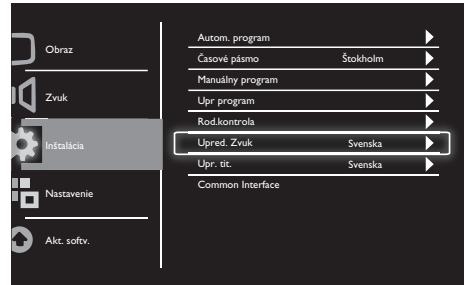 Obraz
Zvuk
Inštalácia
Nastavenie
Akt. softv.
Autom. program
Časové pásmo Štokholm
Manuálny program
Upr program
Rod.kontrola
Upred. Zvuk Svenska
Upr. tit. Svenska
Common Interface